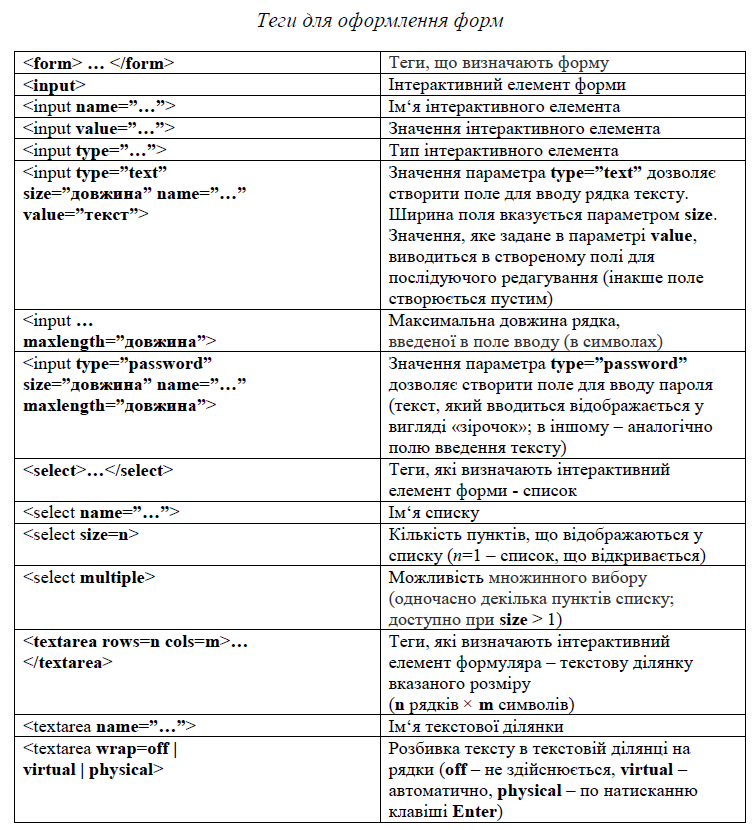 Теги для оформлення форм
<form> … </form>
Теги, що визначають форму
<input>
Інтерактивний елемент форми
<input name=”…”>
Ім‘я інтерактивного елемента
<input value=”…”>
Значення інтерактивного елемента
<input type=”…”>
Тип інтерактивного елемента
<input type=”text”
size=”довжина” name=”…”
value=”текст”>
Значення параметра type=”text” дозволяє
створити поле для вводу рядка тексту.
Ширина поля вказується параметром size.
Значення, яке задане в параметрі value,
виводиться в створеному полі для
послідуючого редагування (інакше поле
створюється пустим)
<input …
maxlength=”довжина”>
Максимальна довжина рядка,
введеної в поле вводу (в символах)
<input type=”password”
size=”довжина” name=”…”
maxlength=”довжина”>
Значення параметра type=”password”
дозволяє створити поле для вводу пароля
(текст, який вводиться відображається у
вигляді «зірочок»; в іншому – аналогічно
полю введення тексту)
<select>…</select>
Теги, які визначають інтерактивний
елемент форми - список
<select name=”…”>
Ім‘я списку
<select size=n>
Кількість пунктів, що відображаються у
списку (n=1 – список, що відкривається)
<select multiple>
Можливість множинного вибору
(одночасно декілька пунктів списку;
доступно при size > 1)
<textarea rows=n cols=m>…
</textarea>
Теги, які визначають інтерактивний
елемент формуляра – текстову ділянку
вказаного розміру
(n рядків × m символів)
<textarea name=”…”>
Ім‘я текстової ділянки
<textarea wrap=off |
virtual | physical>
Розбивка тексту в текстовій ділянці на
рядки (off – не здійснюється, virtual –
автоматично, physical – по натисканню
клавіші Enter)